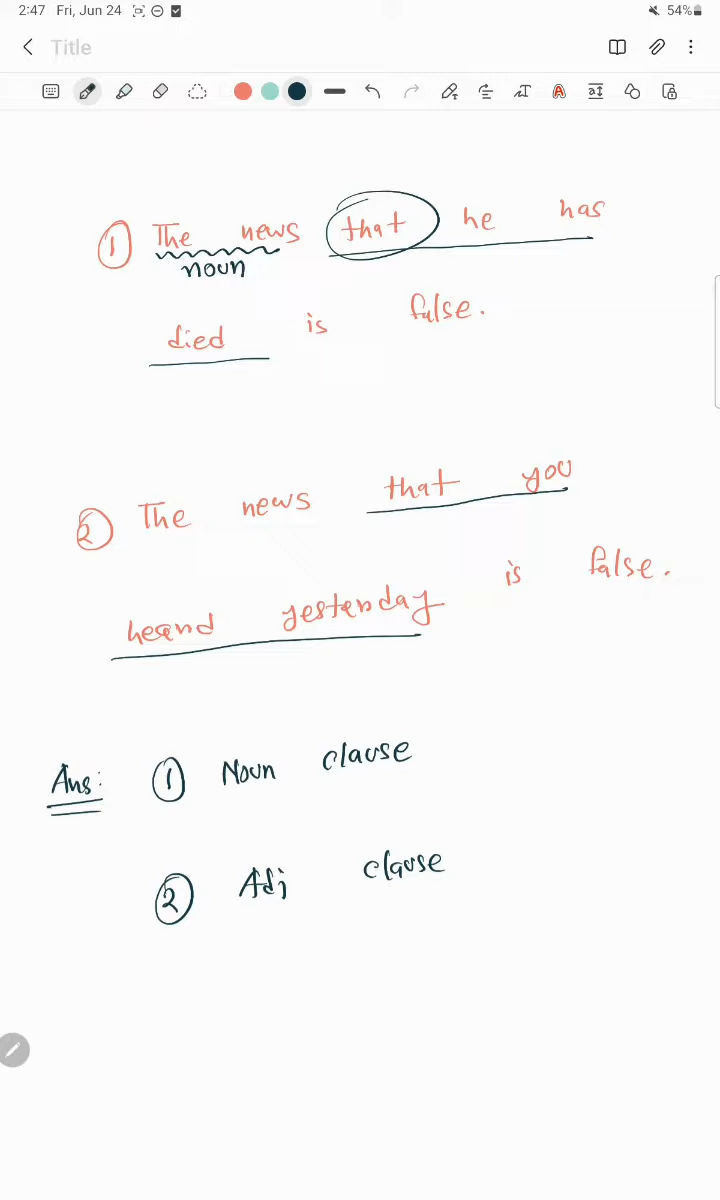 2:47 Fri, Jun 24
54%
Title
① The news that he has
noun
died is false.
② The news that you
heard yesterday is false.
Ans: ① Noun clause
② Adj clause